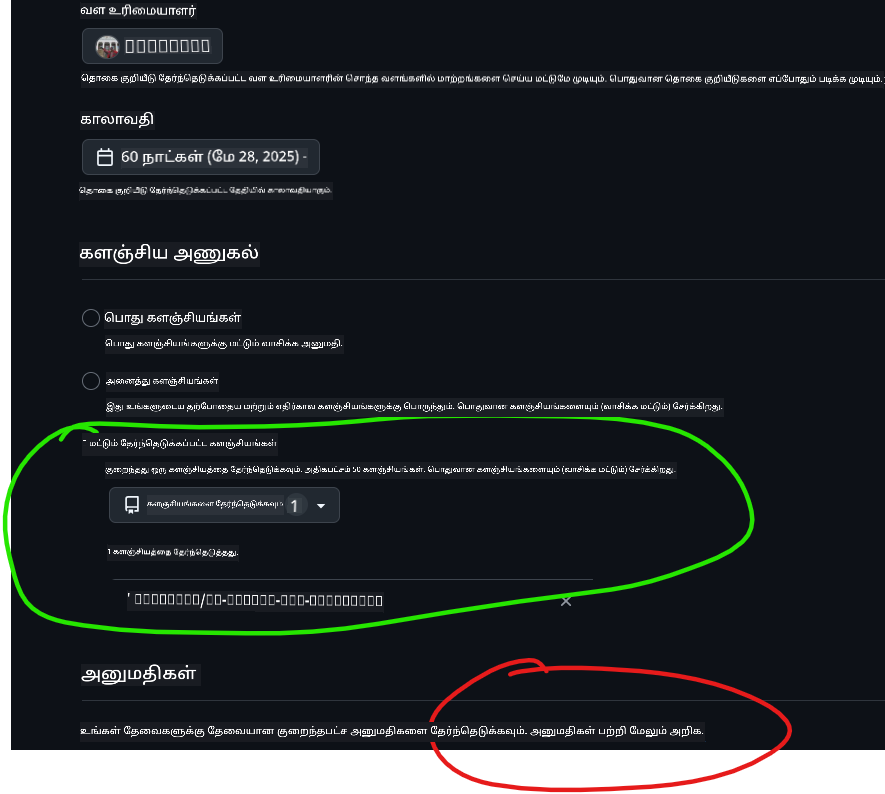 வள உரிமையாளர்
தொகை குறியீடு தேர்ந்தெடுக்கப்பட்ட வள உரிமையாளரின் சொந்த வளங்களில் மாற்றங்களை செய்ய மட்டுமே முடியும். பொதுவான தொகை குறியீடுகளை எப்போதும் படிக்க முடியும்.
காலாவதி
60 நாட்கள் (மே 28, 2025) -
தொகை குறியீடு தேர்ந்தெடுக்கப்பட்ட தேதியில் காலாவதியாகும்.
களஞ்சிய அணுகல்
பொது களஞ்சியங்கள்
பொது களஞ்சியங்களுக்கு மட்டும் வாசிக்க அனுமதி.
அனைத்து களஞ்சியங்கள்
இது உங்களுடைய தற்போதைய மற்றும் எதிர்கால களஞ்சியங்களுக்கு பொருந்தும். பொதுவான களஞ்சியங்களையும் (வாசிக்க மட்டும்) சேர்க்கிறது.
மட்டும் தேர்ந்தெடுக்கப்பட்ட களஞ்சியங்கள்
குறைந்தது ஒரு களஞ்சியத்தை தேர்ந்தெடுக்கவும். அதிகபட்சம் 50 களஞ்சியங்கள். பொதுவான களஞ்சியங்களையும் (வாசிக்க மட்டும்) சேர்க்கிறது.
களஞ்சியங்களை தேர்ந்தெடுக்கவும் 1
1 களஞ்சியத்தை தேர்ந்தெடுத்தது.
அனுமதிகள்
உங்கள் தேவைகளுக்கு தேவையான குறைந்தபட்ச அனுமதிகளை தேர்ந்தெடுக்கவும். அனுமதிகள் பற்றி மேலும் அறிக.